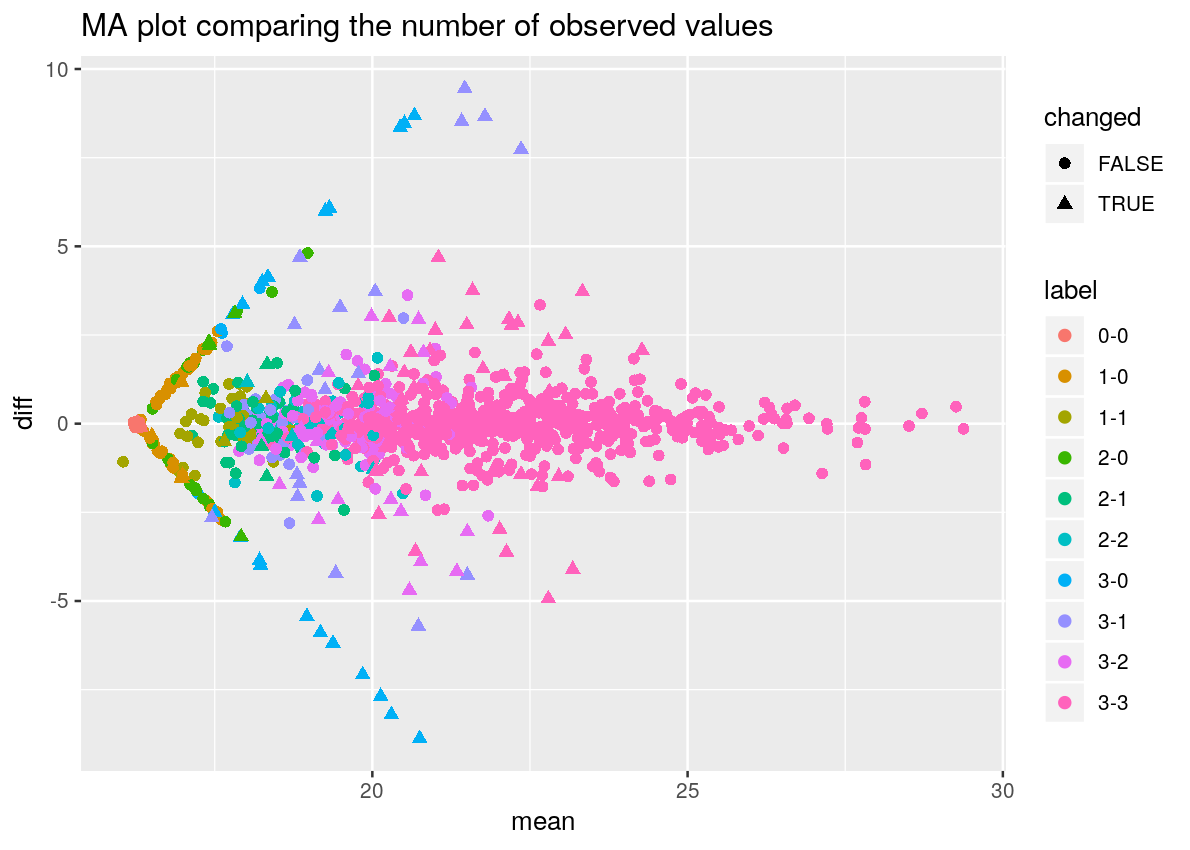 MA plot comparing the number of observed values
10
5
0
-5
diff
20
25
30
mean
changed
FALSE
TRUE
label
0-0
1-0
1-1
2-0
2-1
2-2
3-0
3-1
3-2
3-3